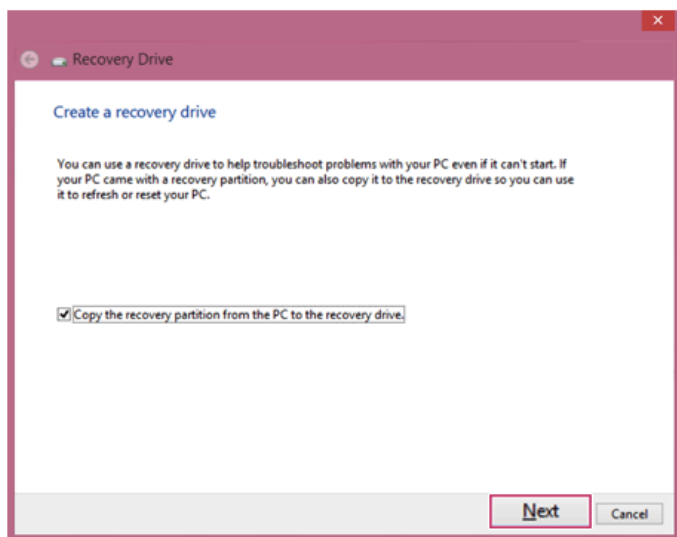 Recovery Drive
Create a recovery drive
You can use a recovery drive to help troubleshoot problems with your PC even if it can't start. If
your PC came with a recovery partition, you can also copy it to the recovery drive so you can use
it to refresh or reset your PC.
Copy the recovery partition from the PC to the recovery drive.
Next
Cancel